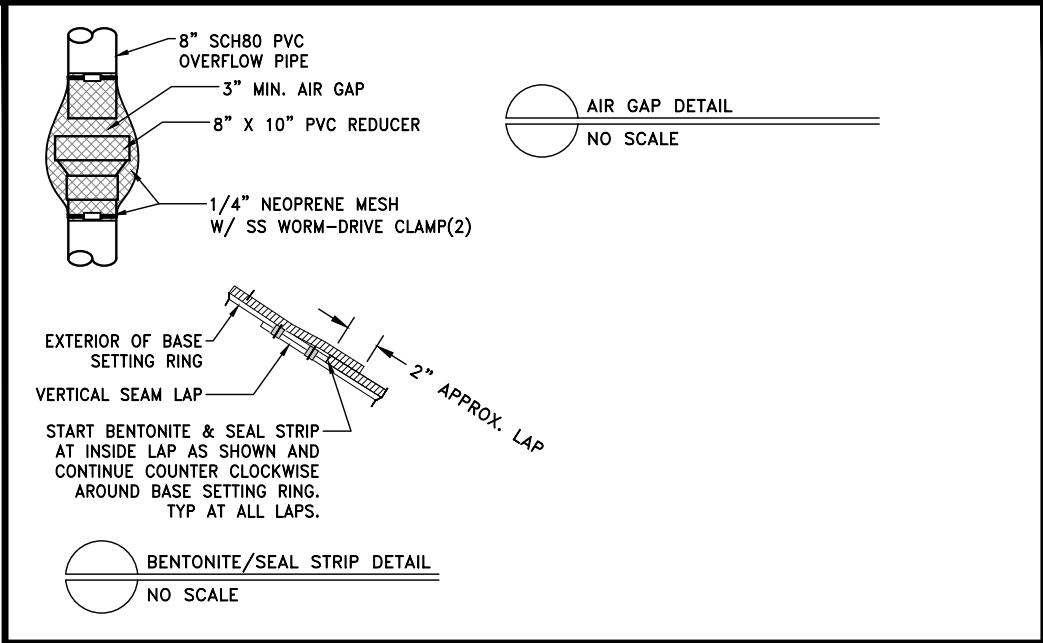 8" SCH80 PVC
OVERFLOW PIPE
3" MIN. AIR GAP
8" X 10" PVC REDUCER
1/4" NEOPRENE MESH
W/ SS WORM-DRIVE CLAMP(2)
AIR GAP DETAIL
NO SCALE
EXTERIOR OF BASE
SETTING RING
VERTICAL SEAM LAP
START BENTONITE & SEAL STRIP
AT INSIDE LAP AS SHOWN AND
CONTINUE COUNTER CLOCKWISE
AROUND BASE SETTING RING.
TYP AT ALL LAPS.
2" APPROX. LAP
BENTONITE/SEAL STRIP DETAIL
NO SCALE